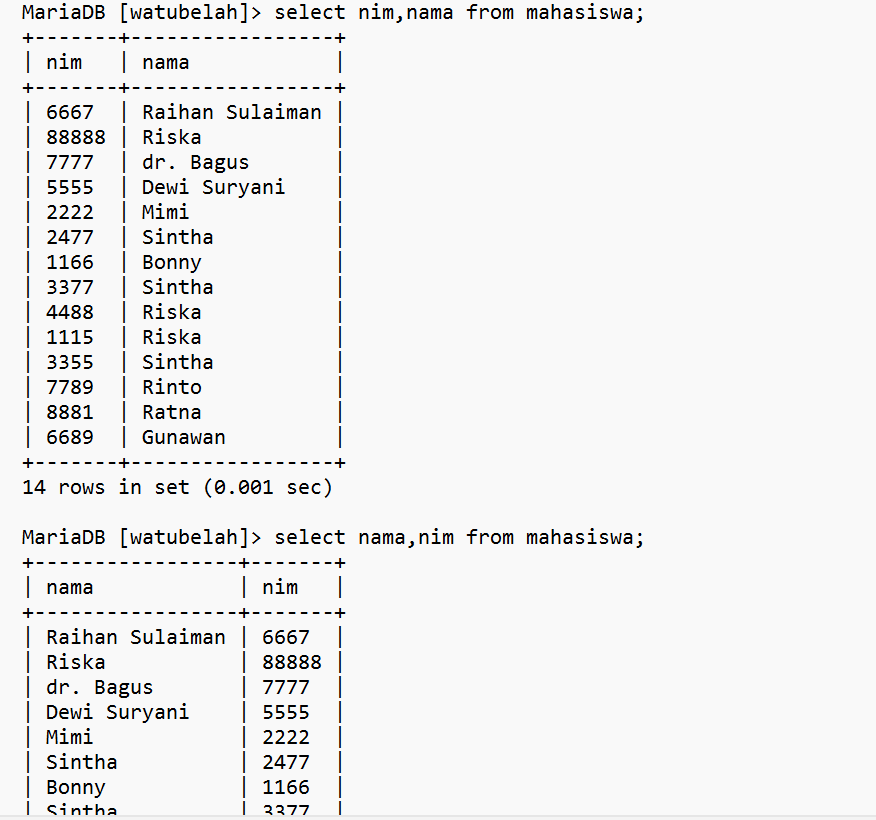 MariaDB [watubelah]> select nim,nama from mahasiswa;
+-------+-----------------+
| nim   | nama            |
+-------+-----------------+
| 6667  | Raihan Sulaiman |
| 88888 | Riska           |
| 7777  | dr. Bagus       |
| 5555  | Dewi Suryani    |
| 2222  | Mimi            |
| 2477  | Sintha          |
| 1166  | Bonny           |
| 3377  | Sintha          |
| 4488  | Riska           |
| 1115  | Riska           |
| 3355  | Sintha          |
| 7789  | Rinto           |
| 8881  | Ratna           |
| 6689  | Gunawan         |
+-------+-----------------+
14 rows in set (0.001 sec)

MariaDB [watubelah]> select nama,nim from mahasiswa;
+-----------------+-------+
| nama            | nim   |
+-----------------+-------+
| Raihan Sulaiman | 6667  |
| Riska           | 88888 |
| dr. Bagus       | 7777  |
| Dewi Suryani    | 5555  |
| Mimi            | 2222  |
| Sintha          | 2477  |
| Bonny           | 1166  |
| Sintha          | 3377  |